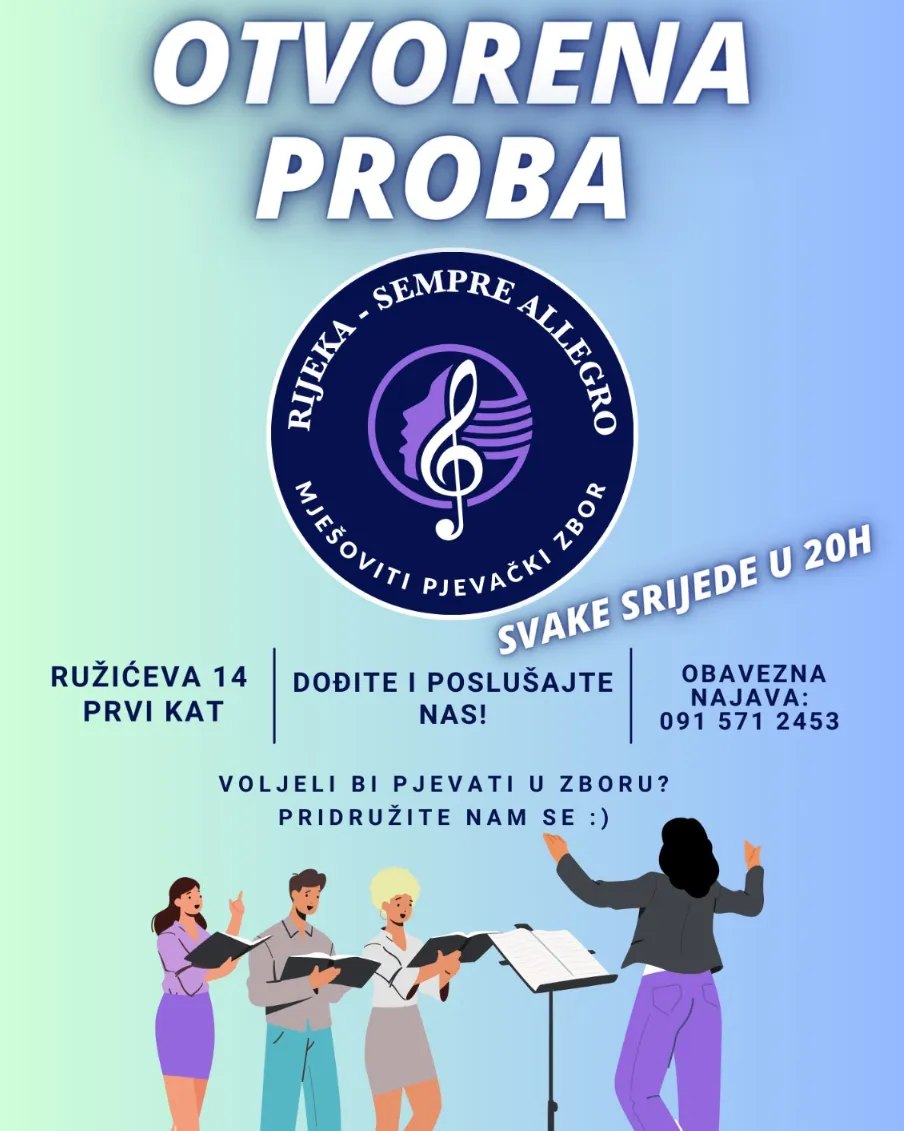 OTVORENA
PROBA
RIJEKA - SEMPRE ALLEGRO
MJEŠOVITI PJEVAČKI ZBOR
SVAKE SRIJEDE U 20H
RUŽIĆEVA 14
PRVI KAT
DOĐITE I POSLUŠAJTE
NAS!
OBAVEZNA
NAJAVA:
091 571 2453
VOLJELI BI PJEVATI U ZBORU?
PRIDRUŽITE NAM SE :)